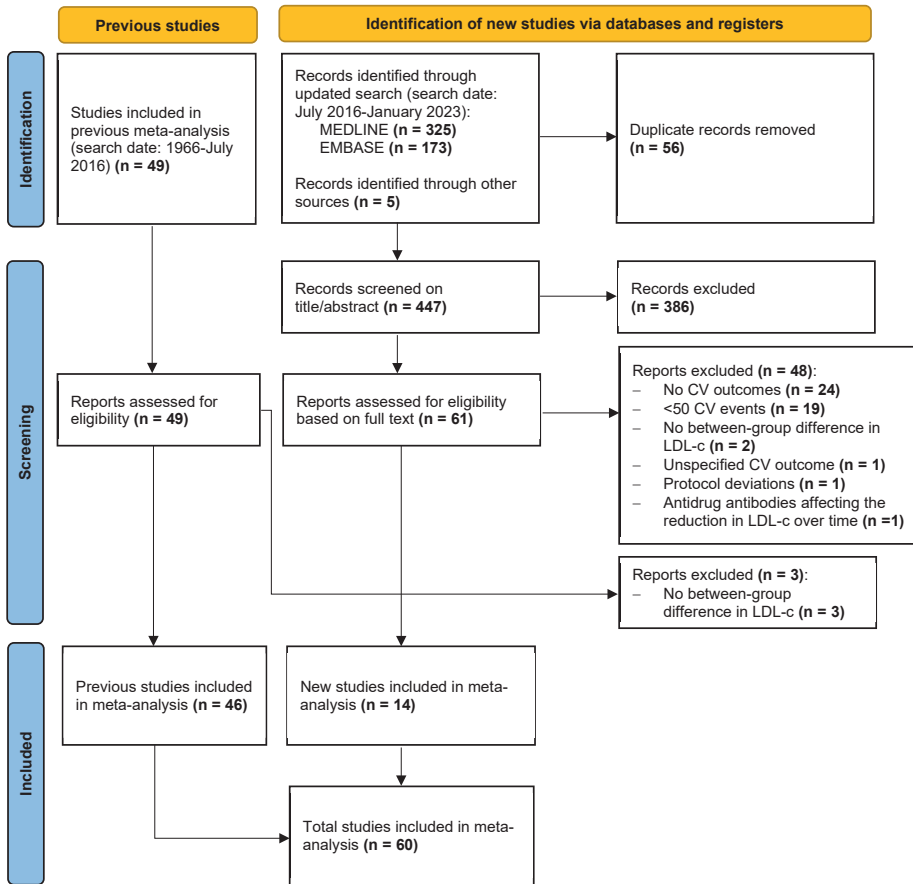 Previous studies
Identification of new studies via databases and registers
Identification
Studies included in
previous meta-analysis
(search date: 1966-July
2016) (n = 49)
Records identified through
updated search (search date:
July 2016-January 2023):
MEDLINE (n = 325)
EMBASE (n = 173)
Records identified through other
sources (n = 5)
Duplicate records removed
(n = 56)
Screening
Records screened on
title/abstract (n = 447)
Records excluded
(n = 386)
Reports assessed for
eligibility (n = 49)
Reports assessed for eligibility
based on full text (n = 61)
Reports excluded (n = 48):
– No CV outcomes (n = 24)
– <50 CV events (n = 19)
– No between-group difference in
LDL-c (n = 2)
– Unspecified CV outcome (n = 1)
– Protocol deviations (n = 1)
– Antidrug antibodies affecting the
reduction in LDL-c over time (n =1)
Reports excluded (n = 3):
– No between-group
difference in LDL-c (n = 3)
Included
Previous studies included
in meta-analysis (n = 46)
New studies included in meta-
analysis (n = 14)
Total studies included in meta-
analysis (n = 60)